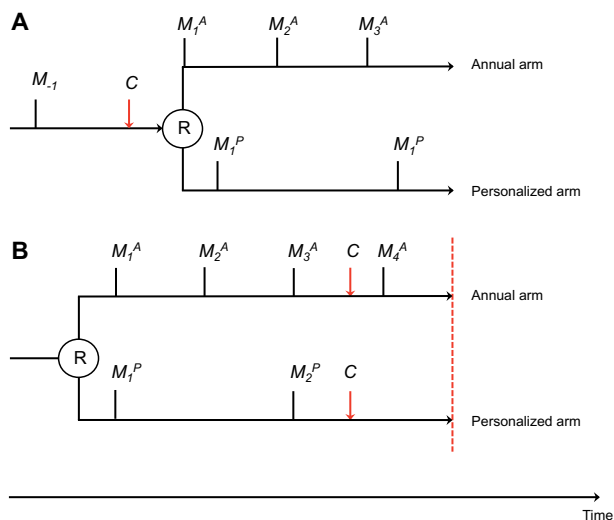 A
M₁ᴬ M₂ᴬ M₃ᴬ
Annual arm
M₋₁ C
R
M₁ᴾ M₁ᴾ
Personalized arm
B
M₁ᴬ M₂ᴬ M₃ᴬ C M₄ᴬ
Annual arm
R
M₁ᴾ M₂ᴾ C
Personalized arm
Time